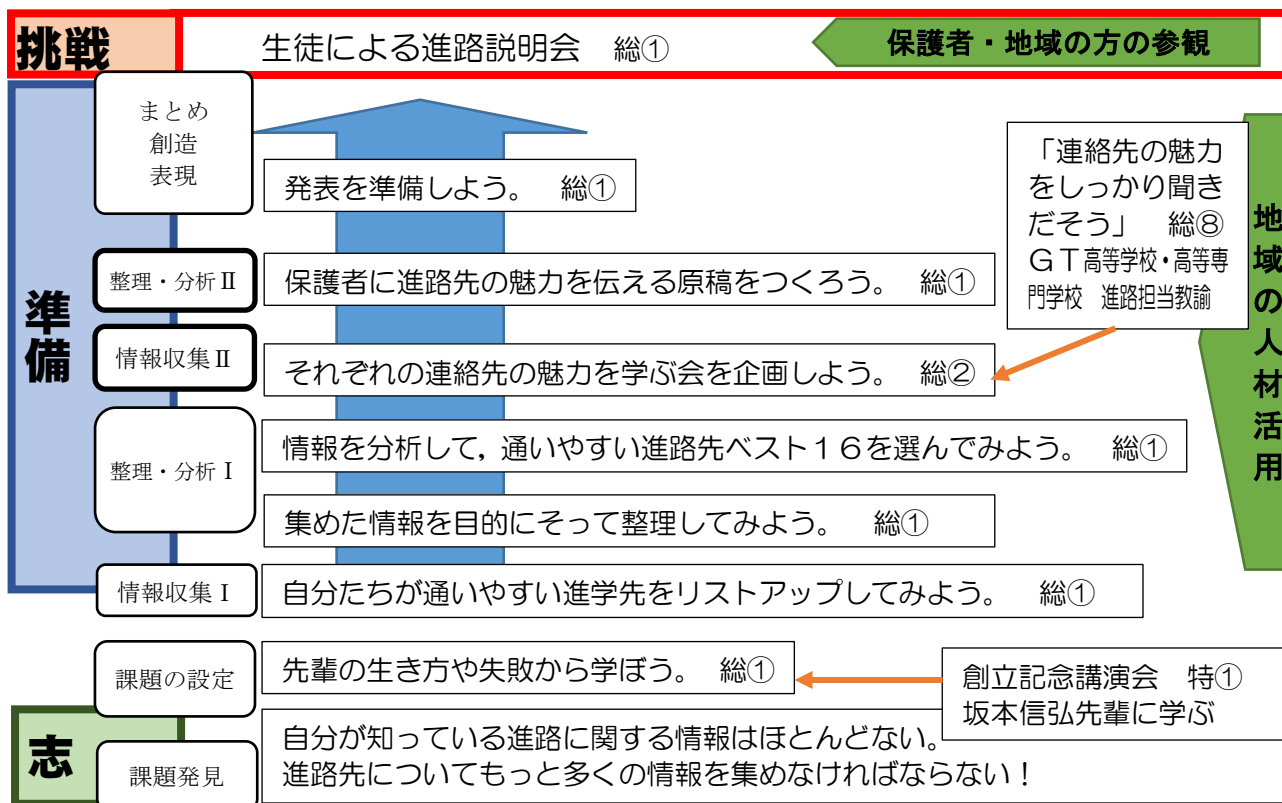 挑戦
生徒による進路説明会　総①
保護者・地域の方の参観
準備
まとめ
創造
表現
発表を準備しよう。　総①
「連絡先の魅力
をしっかり聞き
だそう」　総⑧
ＧＴ高等学校・高等専
門学校　進路担当教諭
地域の人材活用
整理・分析Ⅱ
保護者に進路先の魅力を伝える原稿をつくろう。　総①
情報収集Ⅱ
それぞれの連絡先の魅力を学ぶ会を企画しよう。　総②
整理・分析Ⅰ
情報を分析して，通いやすい進路先ベスト１６を選んでみよう。　総①
集めた情報を目的にそって整理してみよう。　総①
情報収集Ⅰ
自分たちが通いやすい進学先をリストアップしてみよう。　総①
課題の設定
先輩の生き方や失敗から学ぼう。　総①
創立記念講演会　特①
坂本信弘先輩に学ぶ
志
課題発見
自分が知っている進路に関する情報はほとんどない。
進路先についてもっと多くの情報を集めなければならない！